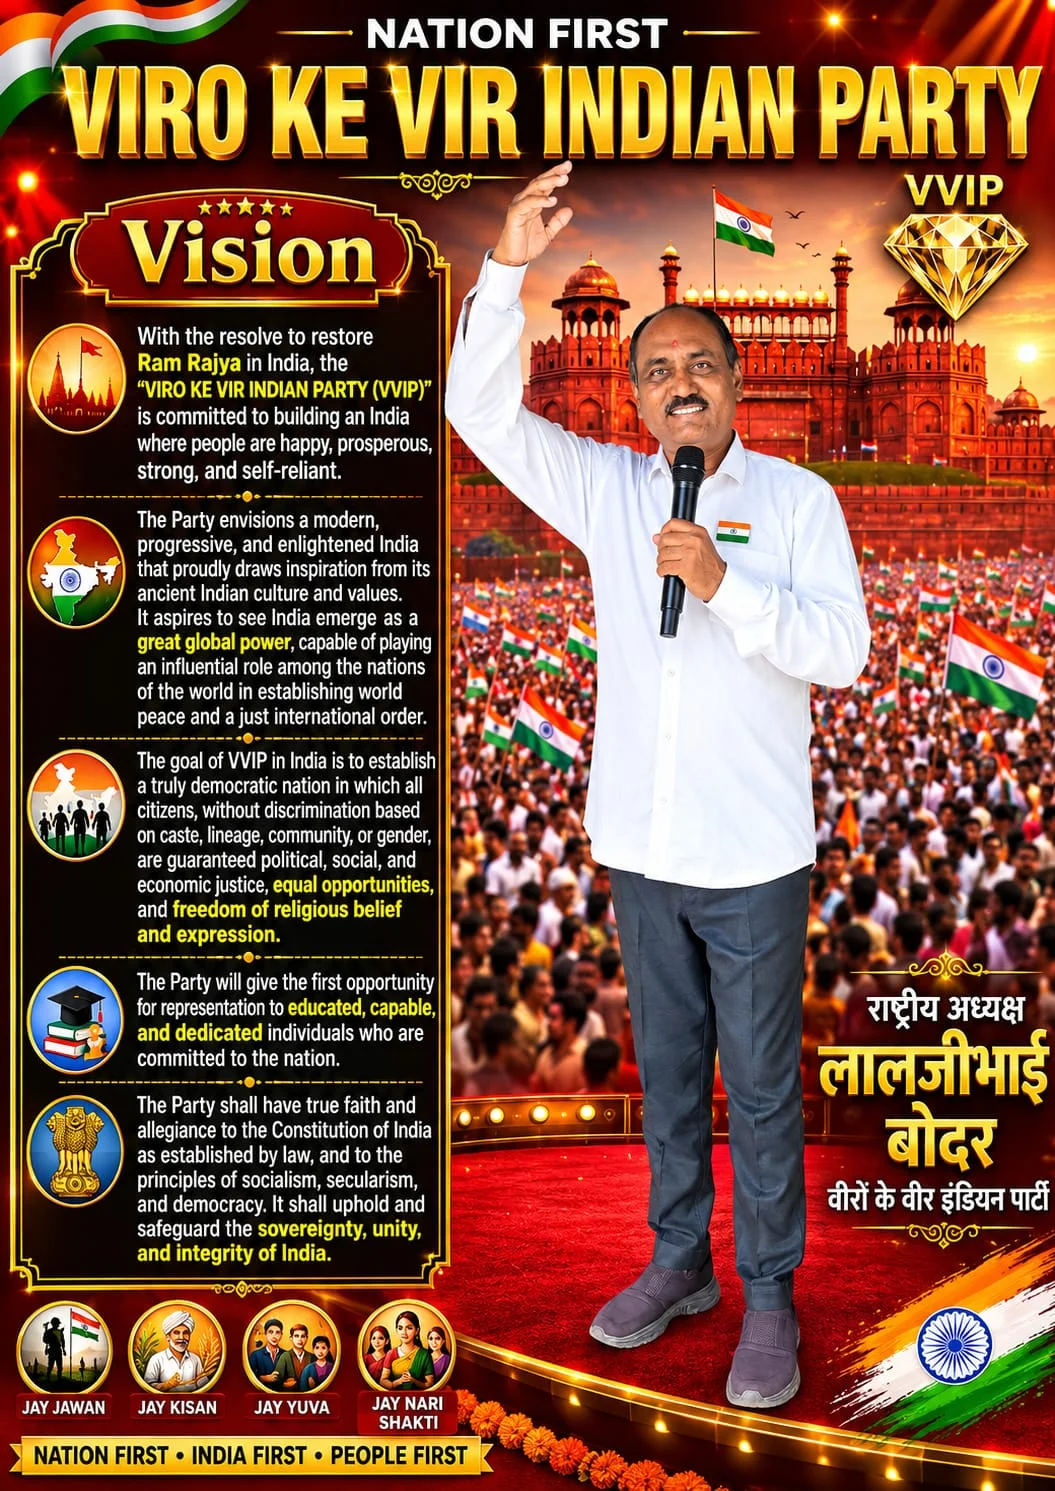 NATION FIRST
VIRO KE VIR INDIAN PARTY
VVIP
Vision
With the resolve to restore
Ram Rajya in India, the
“VIRO KE VIR INDIAN PARTY (VVIP)”
is committed to building an India
where people are happy, prosperous,
strong, and self-reliant.
The Party envisions a modern,
progressive, and enlightened India
that proudly draws inspiration from its
ancient Indian culture and values.
It aspires to see India emerge as a
great global power, capable of playing
an influential role among the nations
of the world in establishing world
peace and a just international order.
The goal of VVIP in India is to establish
a truly democratic nation in which all
citizens, without discrimination based
on caste, lineage, community, or gender,
are guaranteed political, social, and
economic justice, equal opportunities,
and freedom of religious belief
and expression.
The Party will give the first opportunity
for representation to educated, capable,
and dedicated individuals who are
committed to the nation.
The Party shall have true faith and
allegiance to the Constitution of India
as established by law, and to the
principles of socialism, secularism,
and democracy. It shall uphold and
safeguard the sovereignty, unity,
and integrity of India.
राष्ट्रीय अध्यक्ष
लालजीभाई
बोदर
वीरों के वीर इंडियन पार्टी
JAY JAWAN
JAY KISAN
JAY YUVA
JAY NARI
SHAKTI
NATION FIRST • INDIA FIRST • PEOPLE FIRST